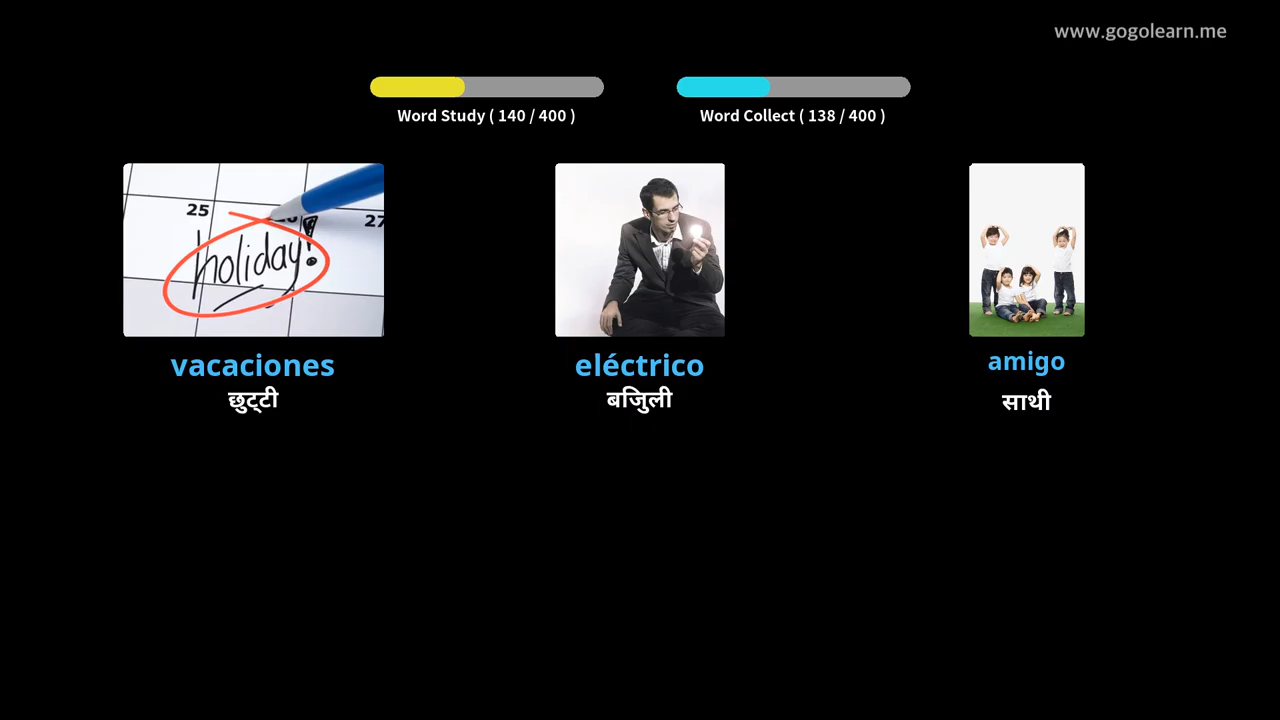 www.gogolearn.me
Word Study ( 140 / 400 )
Word Collect ( 138 / 400 )
25
27
holiday!
vacaciones
छुट्टी
eléctrico
बजिुली
amigo
साथी